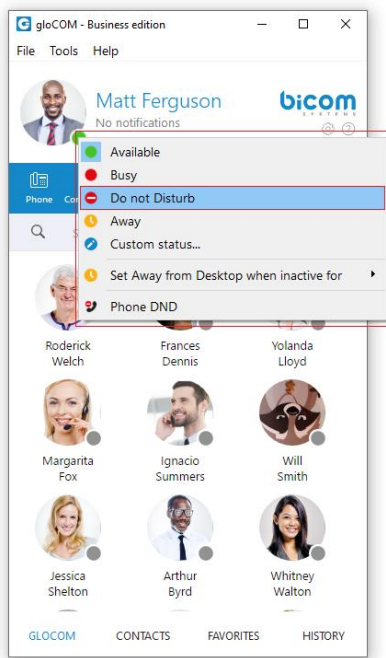 gloCOM - Business edition
File Tools Help
Matt Ferguson
No notifications
bicom
SYSTEMS
Available
Busy
Do not Disturb
Away
Custom status...
Set Away from Desktop when inactive for
Phone DND
Phone
Roderick
Welch
Frances
Dennis
Yolanda
Lloyd
Margarita
Fox
Ignacio
Summers
Will
Smith
Jessica
Shelton
Arthur
Byrd
Whitney
Walton
GLOCOM CONTACTS FAVORITES HISTORY